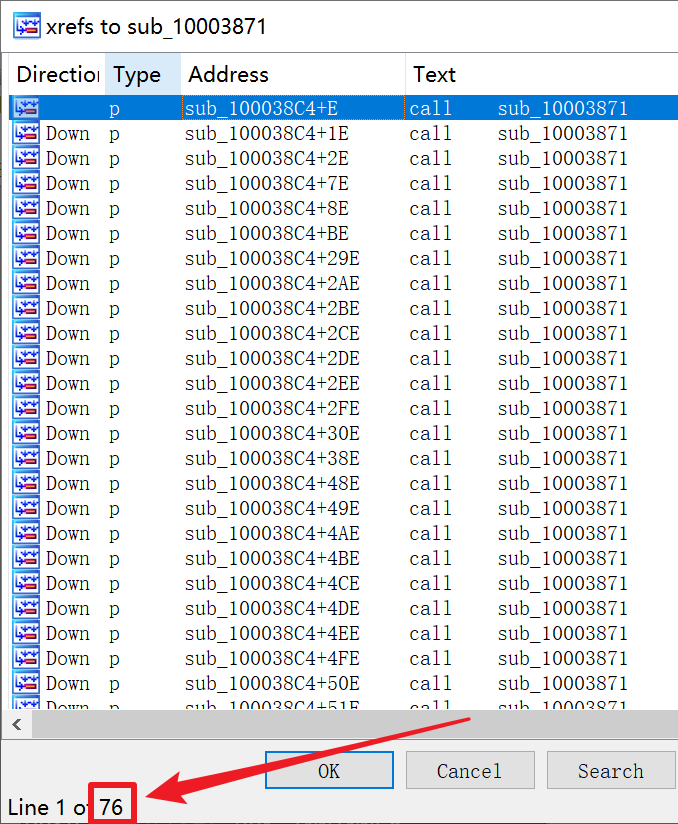 xrefs to sub_10003871
Direction Type Address Text
p sub_100038C4+E call sub_10003871
Down p sub_100038C4+1E call sub_10003871
Down p sub_100038C4+2E call sub_10003871
Down p sub_100038C4+7E call sub_10003871
Down p sub_100038C4+8E call sub_10003871
Down p sub_100038C4+BE call sub_10003871
Down p sub_100038C4+29E call sub_10003871
Down p sub_100038C4+2AE call sub_10003871
Down p sub_100038C4+2BE call sub_10003871
Down p sub_100038C4+2CE call sub_10003871
Down p sub_100038C4+2DE call sub_10003871
Down p sub_100038C4+2EE call sub_10003871
Down p sub_100038C4+2FE call sub_10003871
Down p sub_100038C4+30E call sub_10003871
Down p sub_100038C4+38E call sub_10003871
Down p sub_100038C4+48E call sub_10003871
Down p sub_100038C4+49E call sub_10003871
Down p sub_100038C4+4AE call sub_10003871
Down p sub_100038C4+4BE call sub_10003871
Down p sub_100038C4+4CE call sub_10003871
Down p sub_100038C4+4DE call sub_10003871
Down p sub_100038C4+4EE call sub_10003871
Down p sub_100038C4+4FE call sub_10003871
Down p sub_100038C4+50E call sub_10003871
Down p sub_100038C4+51E call sub_10003871
OK Cancel Search
Line 1 of 76